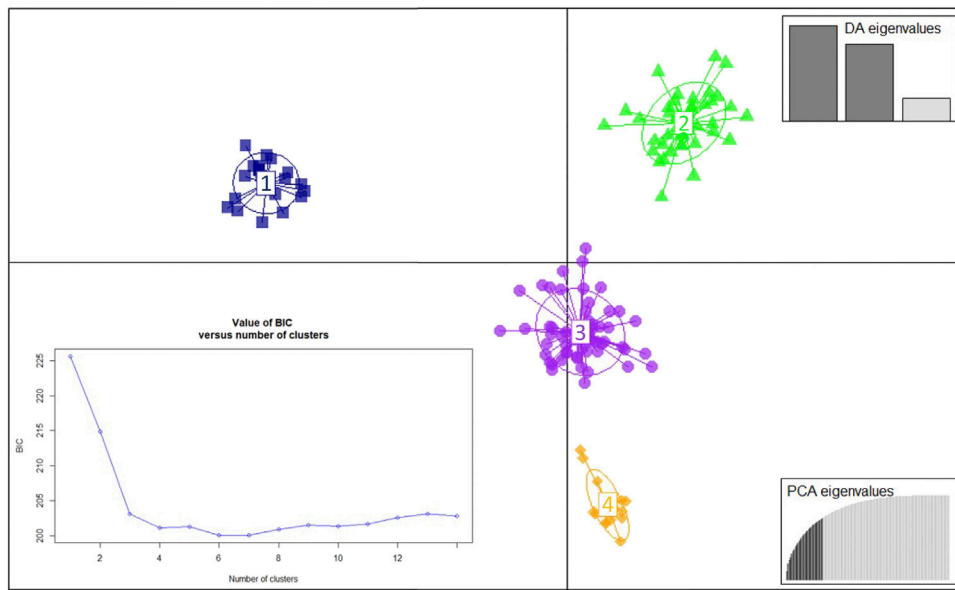 DA eigenvalues
2
1
3
Value of BIC
versus number of clusters
225
220
215
210
205
200
BIC
2 4 6 8 10 12
Number of clusters
4
PCA eigenvalues